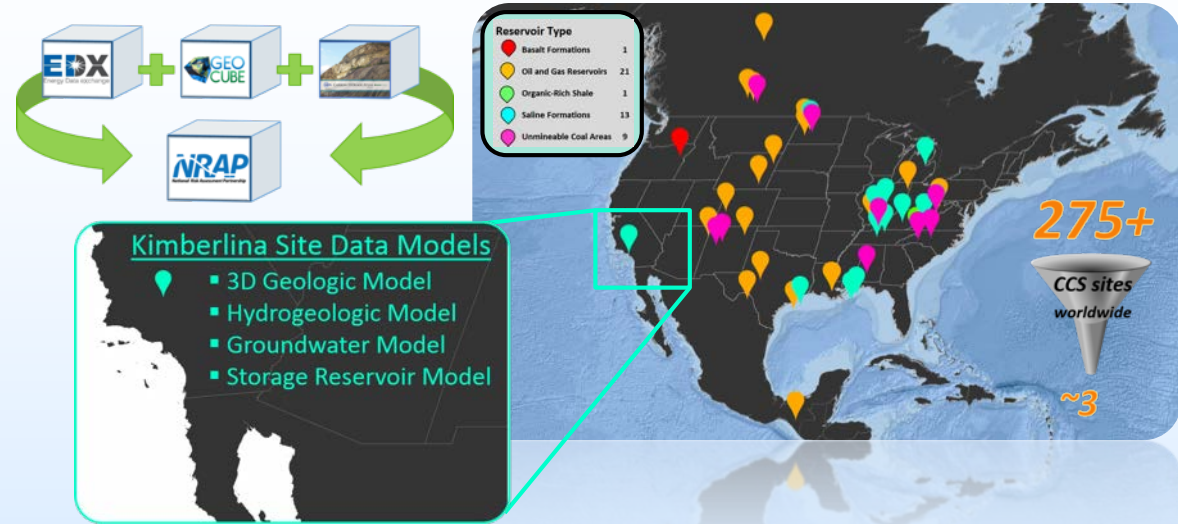 EDX
Energy Data eXchange
GEO
CUBE
NRAP
National Risk Assessment Partnership
Reservoir Type
Basalt Formations 1
Oil and Gas Reservoirs 21
Organic-Rich Shale 1
Saline Formations 13
Unmineable Coal Areas 9
Kimberlina Site Data Models
▪ 3D Geologic Model
▪ Hydrogeologic Model
▪ Groundwater Model
▪ Storage Reservoir Model
275+
CCS sites
worldwide
~3